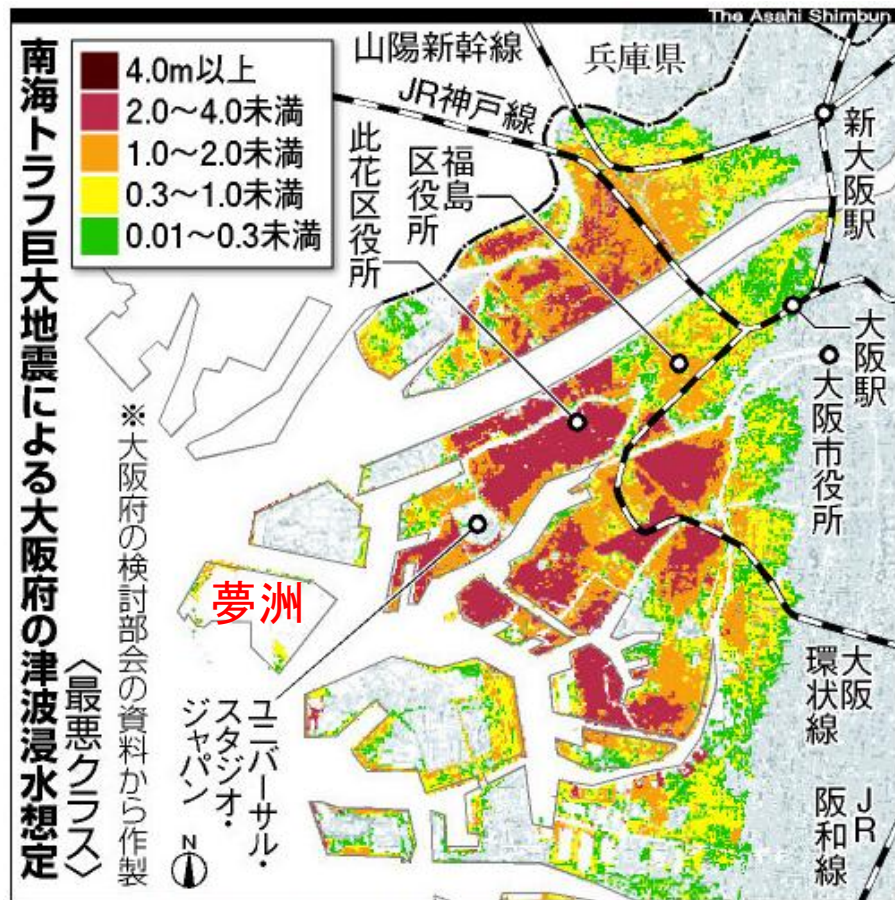 The Asahi Shimbun
南海トラフ巨大地震による大阪府の津波浸水想定
〈最悪クラス〉
※大阪府の検討部会の資料から作製
4.0m以上
2.0～4.0未満
1.0～2.0未満
0.3～1.0未満
0.01～0.3未満
山陽新幹線
兵庫県
JR神戸線
此花区役所
福島
区役所
新大阪駅
大阪駅
大阪市役所
夢洲
ユニバーサル・
スタジオ・
ジャパン
大阪
環状線
JR
阪和線
N